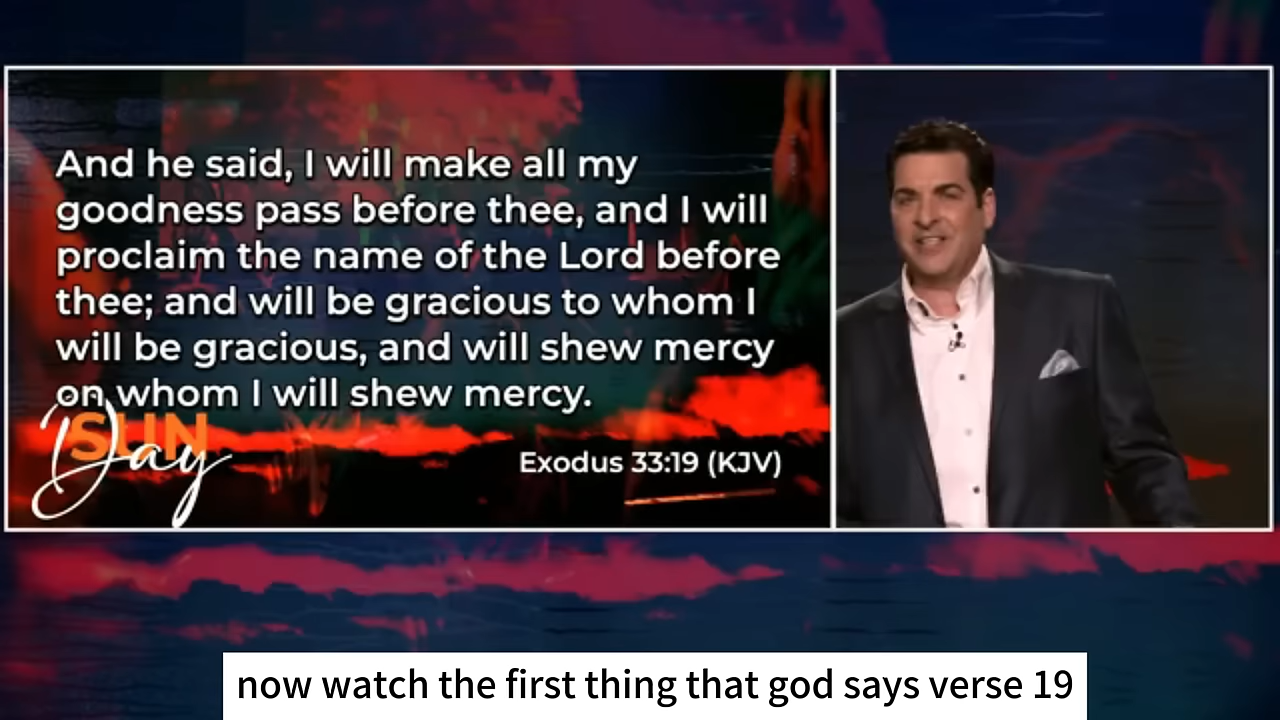 And he said, I will make all my
goodness pass before thee, and I will
proclaim the name of the Lord before
thee; and will be gracious to whom I
will be gracious, and will shew mercy
on whom I will shew mercy.
SUN
Day
Exodus 33:19 (KJV)
now watch the first thing that god says verse 19